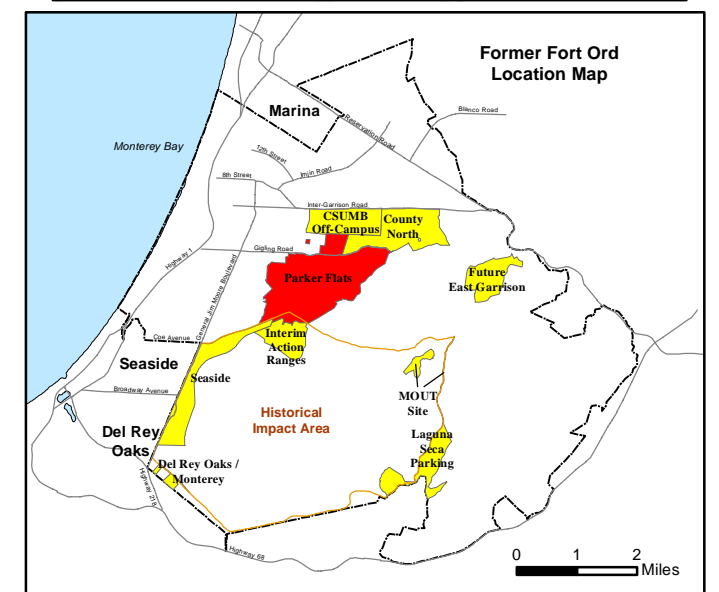 Former Fort Ord
Location Map
Marina
Blanco Road
Reservation Road
Monterey Bay
12th Street
Imjin Road
8th Street
Inter-Garrison Road
CSUMB
Off-Campus
County
North
Gigling Road
Highway 1
General Jim Moore Boulevard
Parker Flats
Future
East Garrison
Coe Avenue
Interim
Action
Ranges
Seaside
Seaside
Broadway Avenue
MOUT
Site
Historical
Impact Area
Del Rey
Oaks
Laguna
Seca
Parking
Del Rey Oaks /
Monterey
Highway 218
Highway 68
0 1 2
Miles